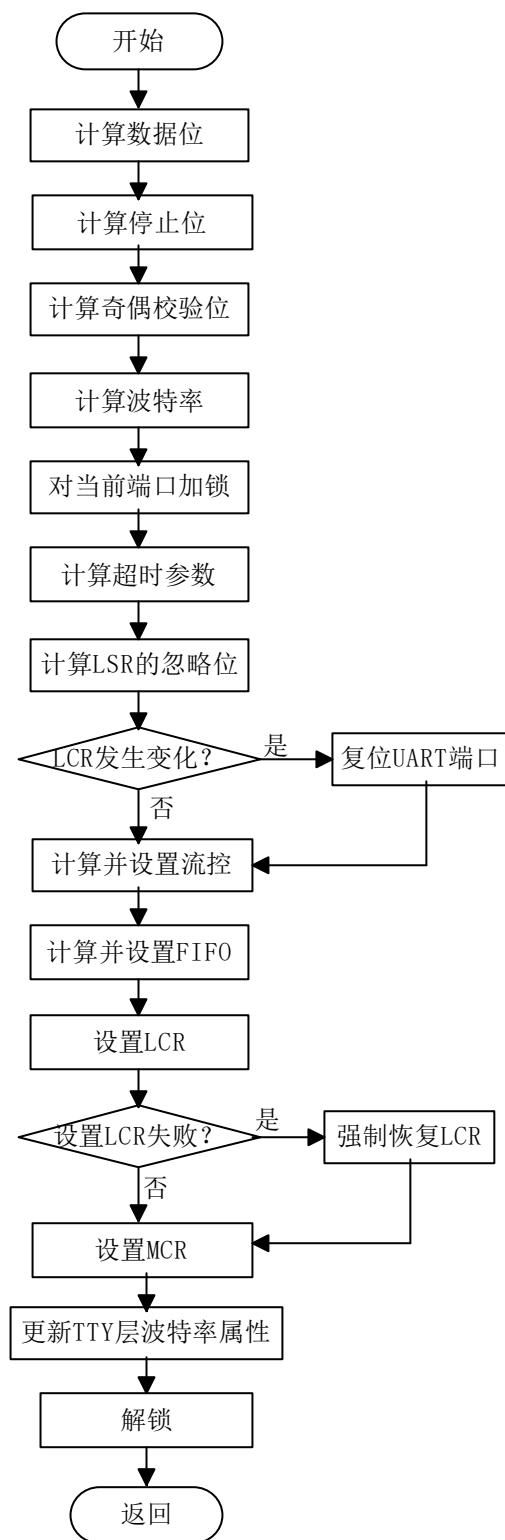 开始
计算数据位
计算停止位
计算奇偶校验位
计算波特率
对当前端口加锁
计算超时参数
计算LSR的忽略位
LCR发生变化?
是
复位UART端口
否
计算并设置流控
计算并设置FIFO
设置LCR
设置LCR失败?
是
强制恢复LCR
否
设置MCR
更新TTY层波特率属性
解锁
返回